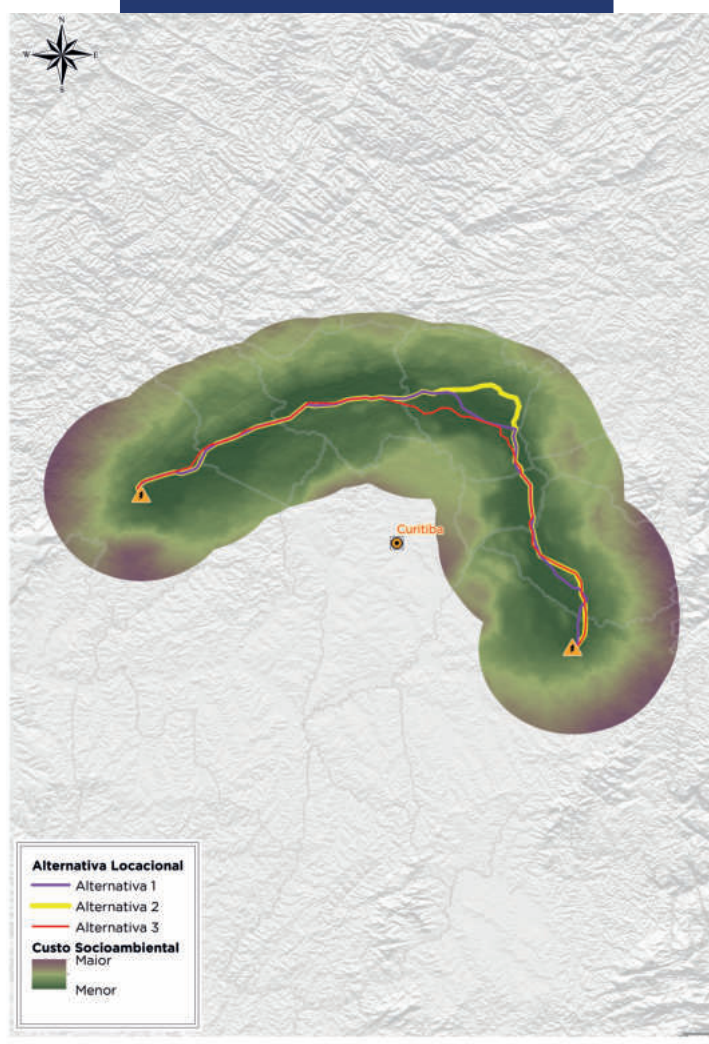 N
W E
S
Curitiba
Alternativa Locacional
Alternativa 1
Alternativa 2
Alternativa 3
Custo Socioambiental
Maior
Menor